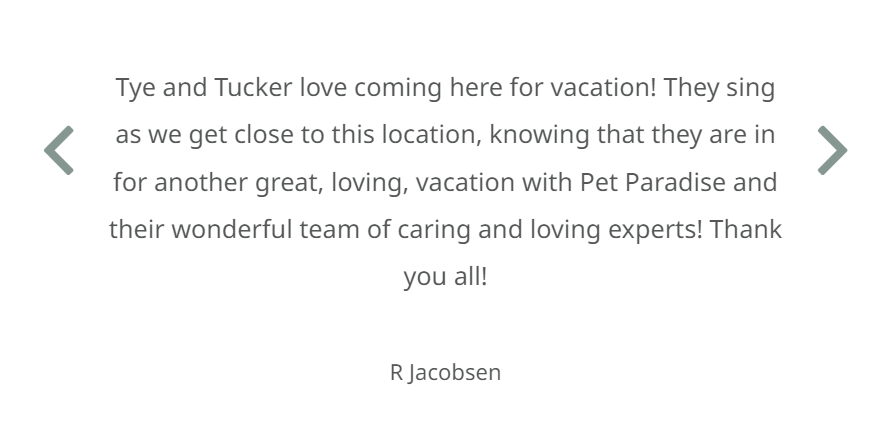 Tye and Tucker love coming here for vacation! They sing
as we get close to this location, knowing that they are in
for another great, loving, vacation with Pet Paradise and
their wonderful team of caring and loving experts! Thank
you all!
R Jacobsen